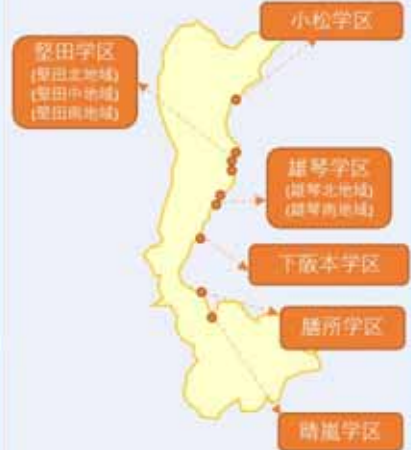 小松学区
堅田学区
(堅田北地域)
(堅田中地域)
(堅田南地域)
雄琴学区
(雄琴北地域)
(雄琴南地域)
下阪本学区
膳所学区
晴嵐学区